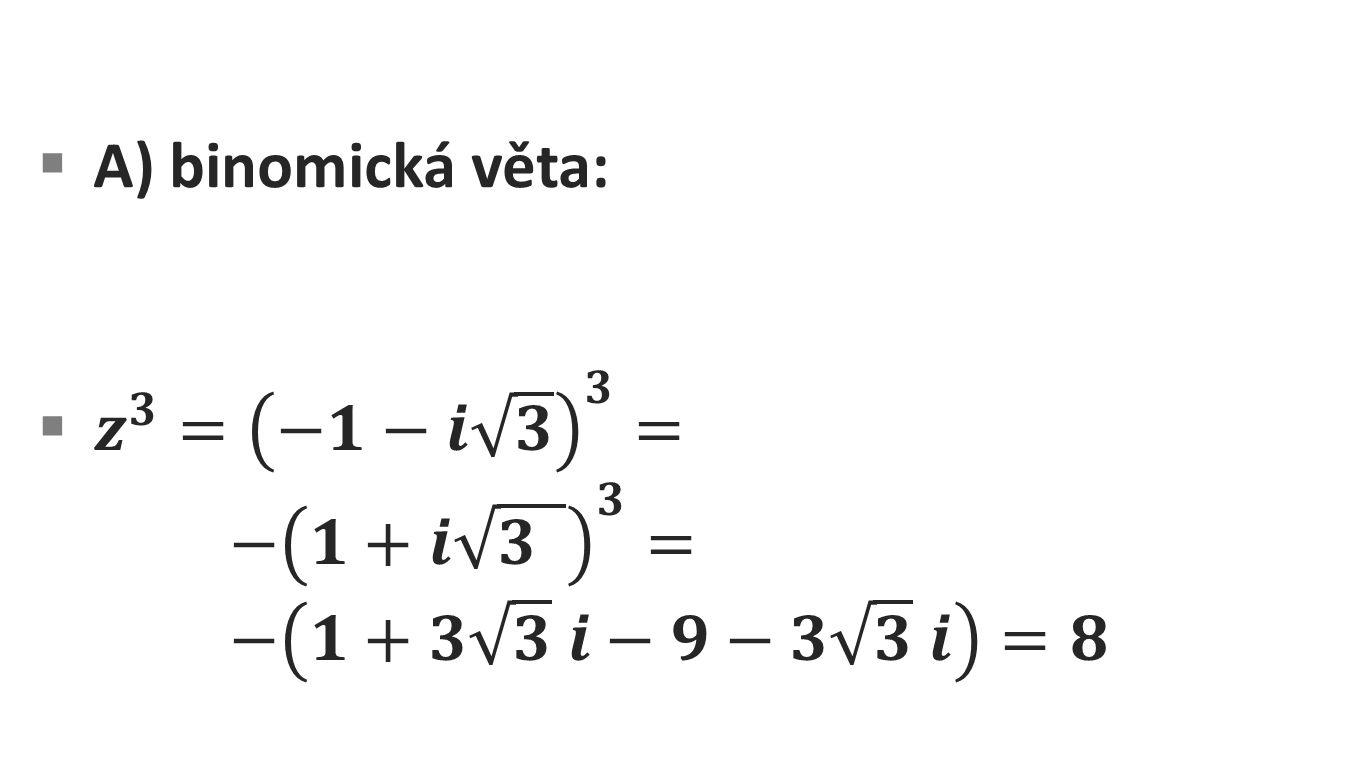 ▪ A) binomická věta:
▪ z³ = (−1 − i√3)³ =
−(1 + i√3 )³ =
−(1 + 3√3 i − 9 − 3√3 i) = 8